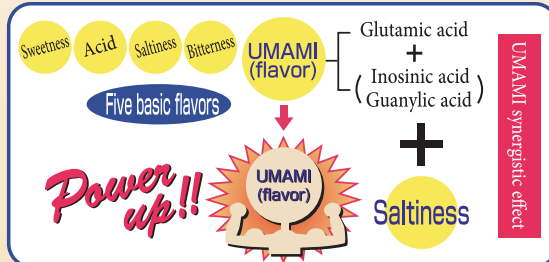 Sweetness
Acid
Saltiness
Bitterness
UMAMI
(flavor)
Glutamic acid
+
(Inosinic acid
Guanylic acid)
Five basic flavors
UMAMI
(flavor)
Power
up!!
+
Saltiness
UMAMI synergistic effect